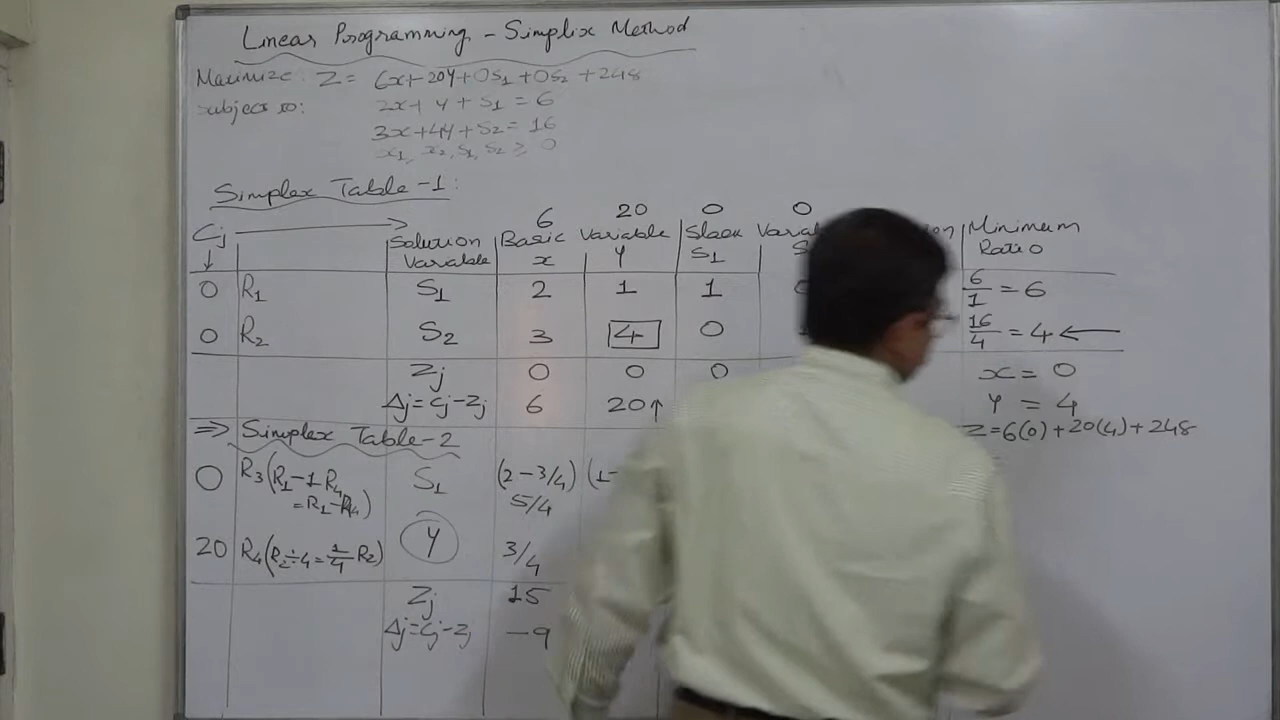 Linear Programming - Simplix Method
Maximize: Z = 6x+20Y+0S1+0S2+248
Subject to: 2x+ Y + S1 = 6
3x+4Y+S2=16
x1, x2, S1, S2 ≥ 0
Simplex Table-1:
6 20 0 0
Cj → Solution Variable Basic x Variable Y Slack S1 Minimum Ratio
↓
0 R1 S1 2 1 1 6/1 = 6
0 R2 S2 3 4 0 16/4 = 4 ←
Zj 0 0 0 x = 0
Δj=Cj-Zj 6 20↑ Y = 4
⇒ Simplex Table-2 Z=6(0)+20(4)+248
0 R3(R1-1R4 S1 (2-3/4) (1-
=R1-R4) 5/4
20 R4(R2÷4=1/4 R2) Y 3/4
Zj 15
Δj=Cj-Zj -9